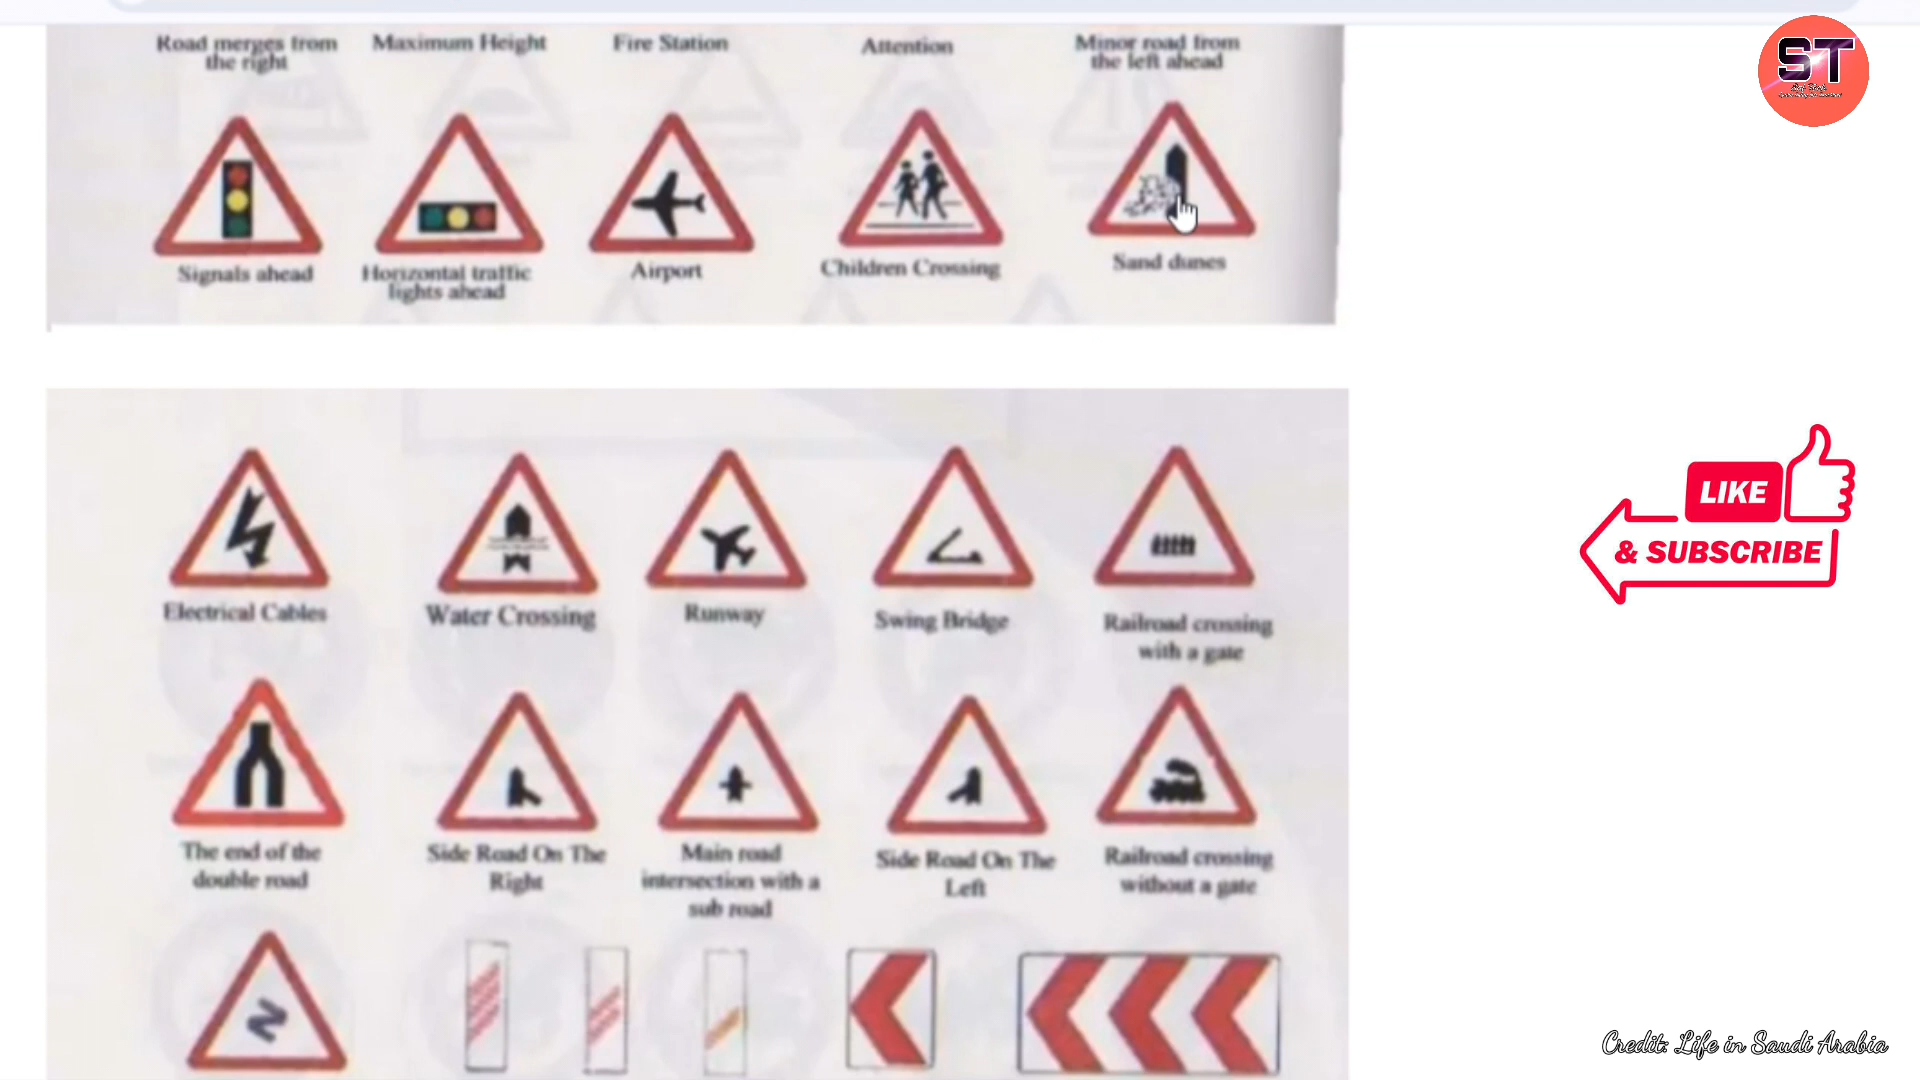 ST
Road merges from
the right
Maximum Height
Fire Station
Attention
Minor road from
the left ahead
Signals ahead
Horizontal traffic
lights ahead
Airport
Children Crossing
Sand dunes
LIKE
& SUBSCRIBE
Electrical Cables
Water Crossing
Runway
Swing Bridge
Railroad crossing
with a gate
The end of the
double road
Side Road On The
Right
Main road
intersection with a
sub road
Side Road On The
Left
Railroad crossing
without a gate
Credit: Life in Saudi Arabia